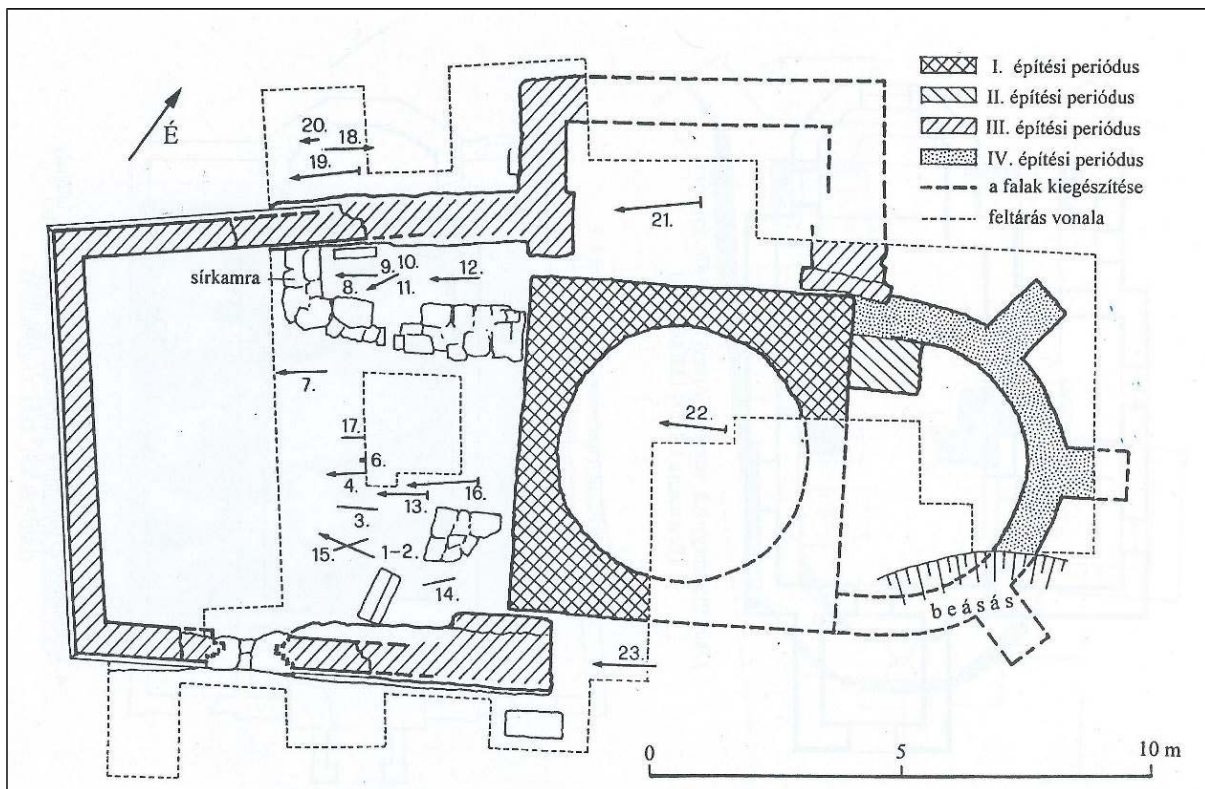 I. építési periódus
II. építési periódus
III. építési periódus
IV. építési periódus
a falak kiegészítése
feltárás vonala
É
20.
18.
19.
21.
sírkamra
9.
10.
12.
8.
11.
7.
22.
17.
6.
4.
16.
13.
3.
15.
1-2.
14.
beásás
23.
0
5
10 m